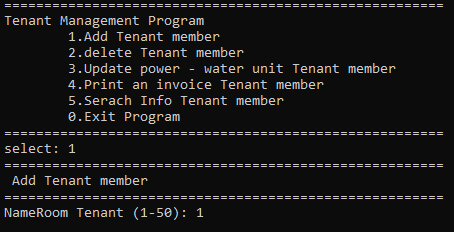 =======================================================
Tenant Management Program
        1.Add Tenant member
        2.delete Tenant member
        3.Update power - water unit Tenant member
        4.Print an invoice Tenant member
        5.Serach Info Tenant member
        0.Exit Program
=======================================================
select: 1
=======================================================
 Add Tenant member
=======================================================
NameRoom Tenant (1-50): 1